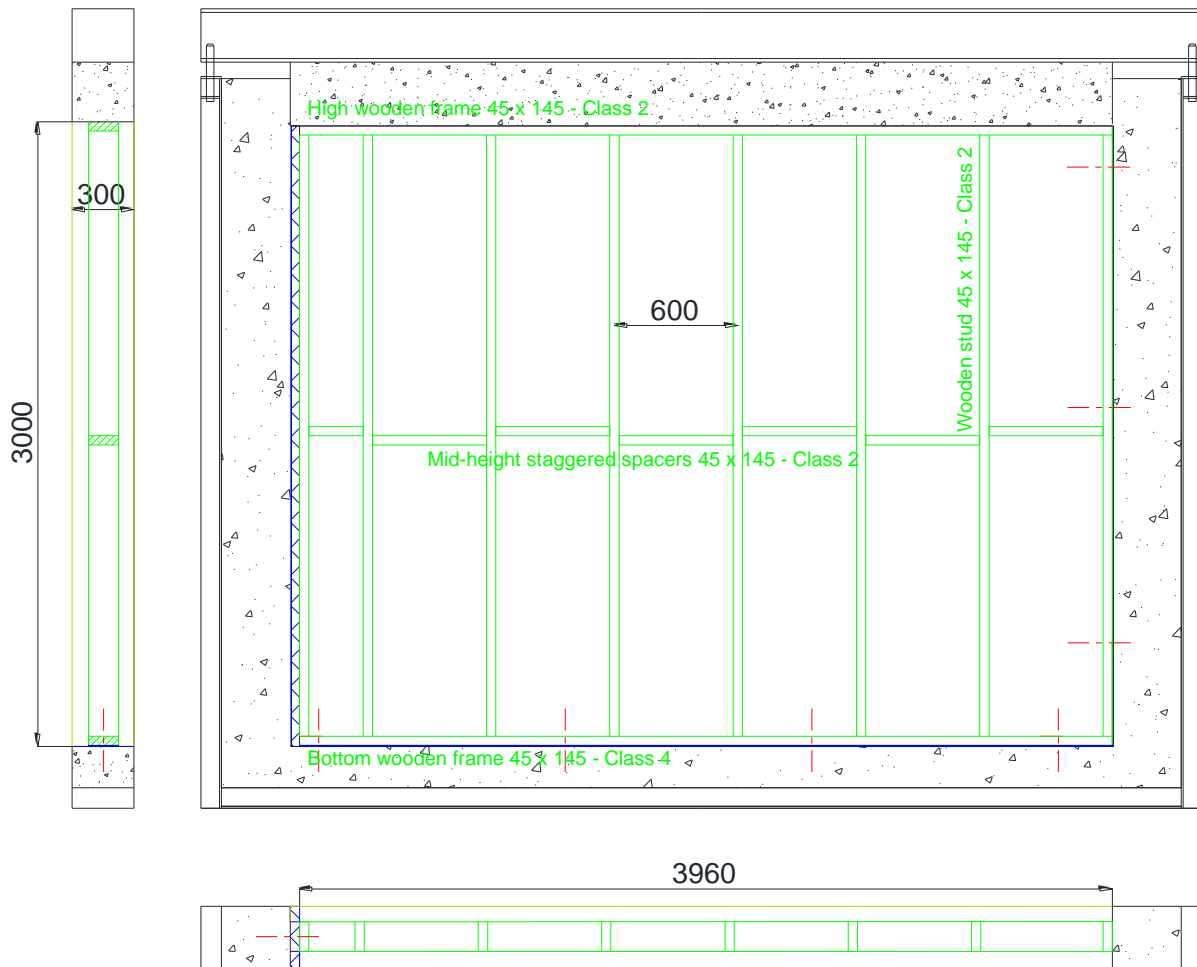 High wooden frame 45 x 145 - Class 2
300
Wooden stud 45 x 145 - Class 2
600
3000
Mid-height staggered spacers 45 x 145 - Class 2
Bottom wooden frame 45 x 145 - Class 4
3960